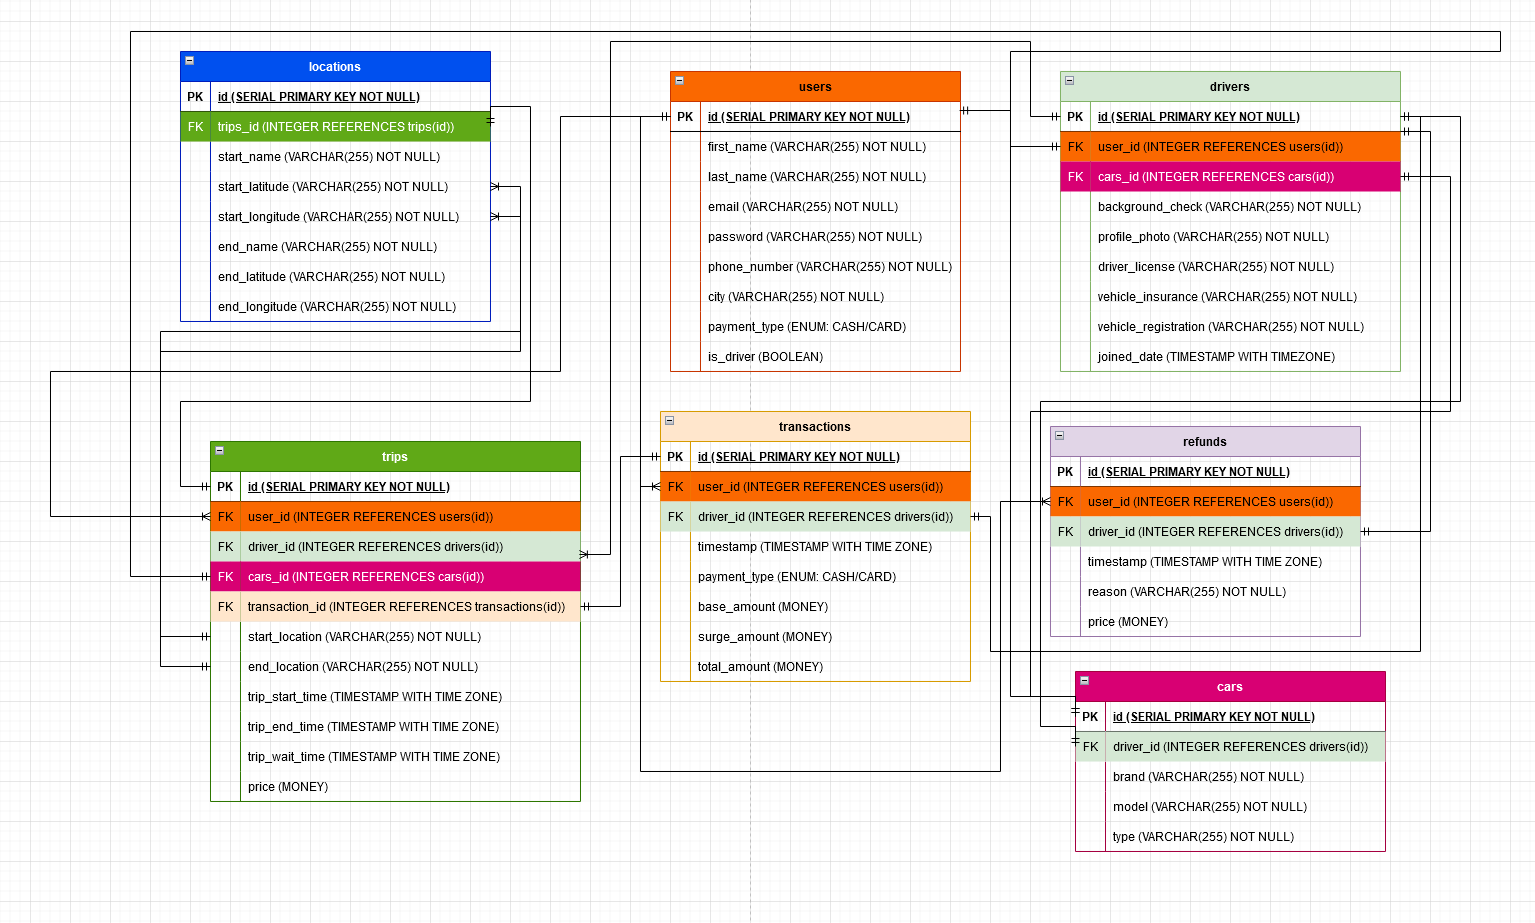 locations
PK id (SERIAL PRIMARY KEY NOT NULL)
FK trips_id (INTEGER REFERENCES trips(id))
start_name (VARCHAR(255) NOT NULL)
start_latitude (VARCHAR(255) NOT NULL)
start_longitude (VARCHAR(255) NOT NULL)
end_name (VARCHAR(255) NOT NULL)
end_latitude (VARCHAR(255) NOT NULL)
end_longitude (VARCHAR(255) NOT NULL)
users
PK id (SERIAL PRIMARY KEY NOT NULL)
first_name (VARCHAR(255) NOT NULL)
last_name (VARCHAR(255) NOT NULL)
email (VARCHAR(255) NOT NULL)
password (VARCHAR(255) NOT NULL)
phone_number (VARCHAR(255) NOT NULL)
city (VARCHAR(255) NOT NULL)
payment_type (ENUM: CASH/CARD)
is_driver (BOOLEAN)
drivers
PK id (SERIAL PRIMARY KEY NOT NULL)
FK user_id (INTEGER REFERENCES users(id))
FK cars_id (INTEGER REFERENCES cars(id))
background_check (VARCHAR(255) NOT NULL)
profile_photo (VARCHAR(255) NOT NULL)
driver_license (VARCHAR(255) NOT NULL)
vehicle_insurance (VARCHAR(255) NOT NULL)
vehicle_registration (VARCHAR(255) NOT NULL)
joined_date (TIMESTAMP WITH TIMEZONE)
trips
PK id (SERIAL PRIMARY KEY NOT NULL)
FK user_id (INTEGER REFERENCES users(id))
FK driver_id (INTEGER REFERENCES drivers(id))
FK cars_id (INTEGER REFERENCES cars(id))
FK transaction_id (INTEGER REFERENCES transactions(id))
start_location (VARCHAR(255) NOT NULL)
end_location (VARCHAR(255) NOT NULL)
trip_start_time (TIMESTAMP WITH TIME ZONE)
trip_end_time (TIMESTAMP WITH TIME ZONE)
trip_wait_time (TIMESTAMP WITH TIME ZONE)
price (MONEY)
transactions
PK id (SERIAL PRIMARY KEY NOT NULL)
FK user_id (INTEGER REFERENCES users(id))
FK driver_id (INTEGER REFERENCES drivers(id))
timestamp (TIMESTAMP WITH TIME ZONE)
payment_type (ENUM: CASH/CARD)
base_amount (MONEY)
surge_amount (MONEY)
total_amount (MONEY)
refunds
PK id (SERIAL PRIMARY KEY NOT NULL)
FK user_id (INTEGER REFERENCES users(id))
FK driver_id (INTEGER REFERENCES drivers(id))
timestamp (TIMESTAMP WITH TIME ZONE)
reason (VARCHAR(255) NOT NULL)
price (MONEY)
cars
PK id (SERIAL PRIMARY KEY NOT NULL)
FK driver_id (INTEGER REFERENCES drivers(id))
brand (VARCHAR(255) NOT NULL)
model (VARCHAR(255) NOT NULL)
type (VARCHAR(255) NOT NULL)